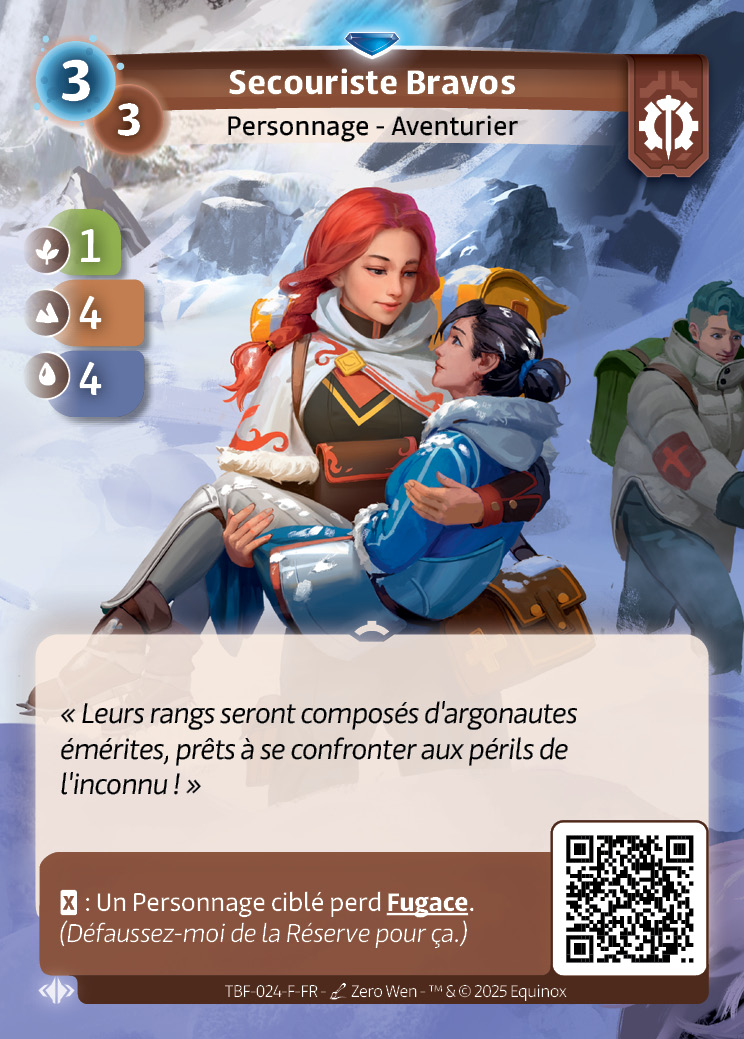 3
Secouriste Bravos
3
Personnage - Aventurier
1
4
4
« Leurs rangs seront composés d'argonautes
émérites, prêts à se confronter aux périls de
l'inconnu ! »
X : Un Personnage ciblé perd Fugace.
(Défaussez-moi de la Réserve pour ça.)
TBF-024-F-FR - Zero Wen - ™ & © 2025 Equinox